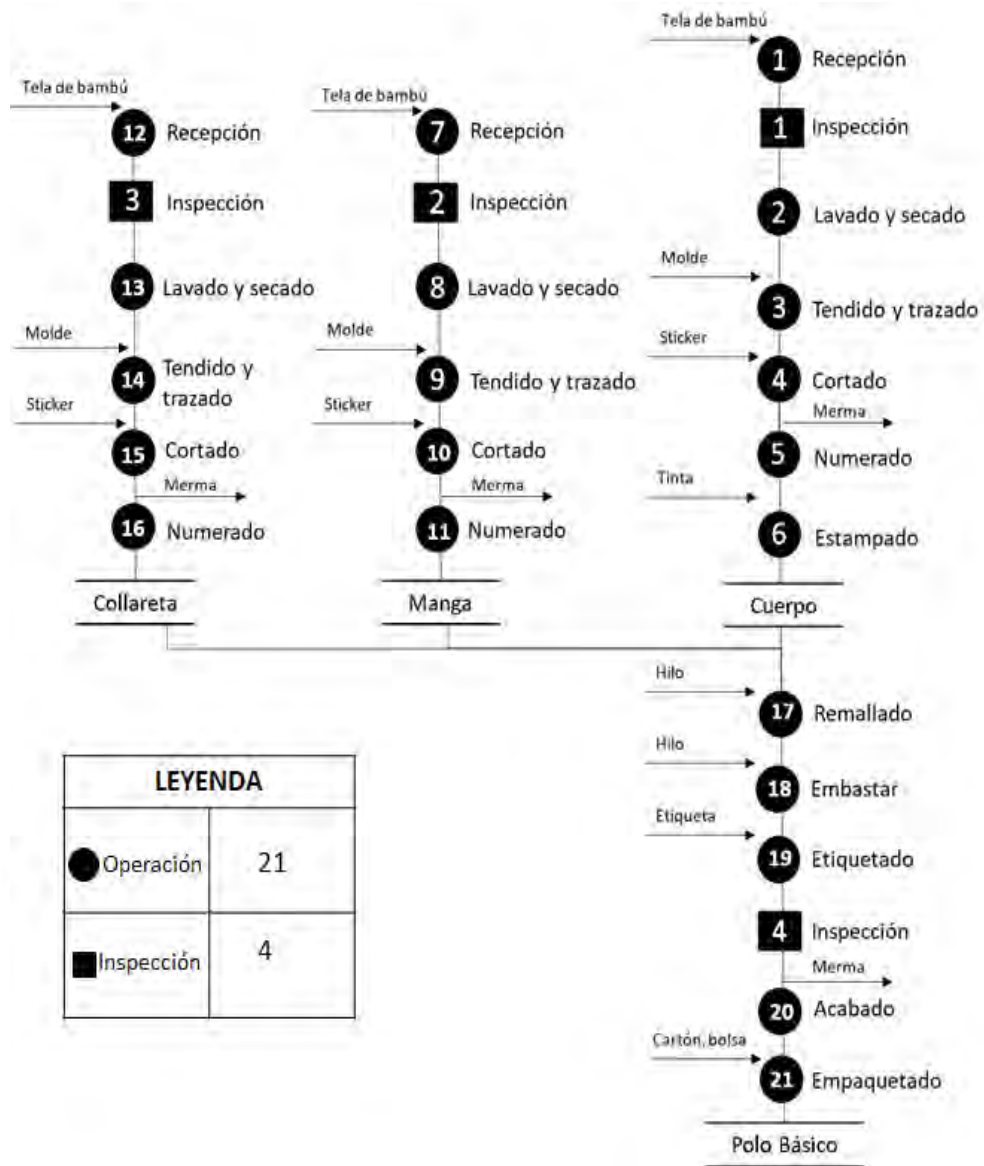 Tela de bambú
12 Recepción
3 Inspección
13 Lavado y secado
Molde
14 Tendido y
trazado
Sticker
15 Cortado
Merma
16 Numerado
Collareta
Tela de bambú
7 Recepción
2 Inspección
8 Lavado y secado
Molde
9 Tendido y trazado
Sticker
10 Cortado
Merma
11 Numerado
Manga
Tela de bambú
1 Recepción
1 Inspección
2 Lavado y secado
Molde
3 Tendido y trazado
Sticker
4 Cortado
Merma
5 Numerado
Tinta
6 Estampado
Cuerpo
Hilo
17 Remallado
Hilo
18 Embastar
Etiqueta
19 Etiquetado
4 Inspección
Merma
20 Acabado
Cartón, bolsa
21 Empaquetado
Polo Básico
LEYENDA
Operación 21
Inspección 4